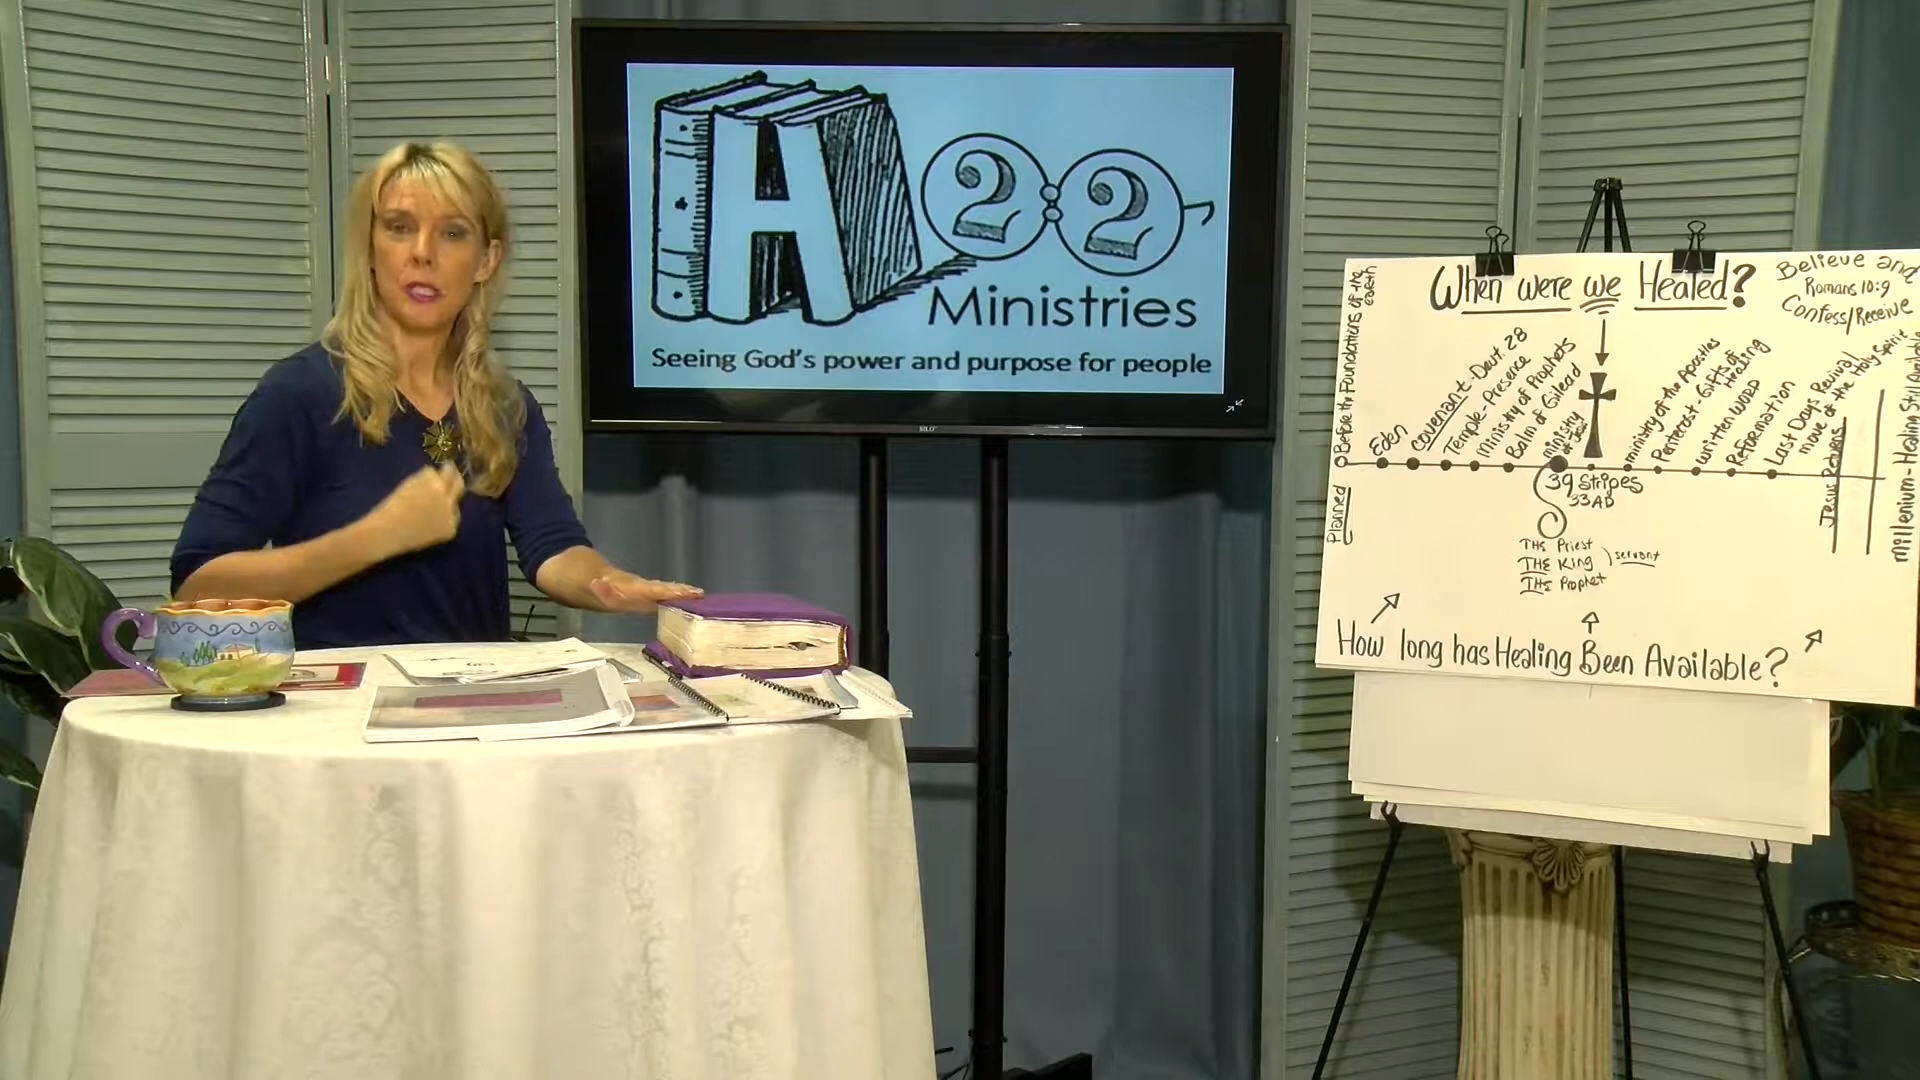 H
22
Ministries
Seeing God's power and purpose for people
When were we Healed?
Believe and
Romans 10:9
Confess/Receive
Before the Foundations of the
earth
Planned
Eden
Covenant - Deut. 28
Temple - Presence
Ministry of Prophets
Balm of Gilead
ministry
39 Stripes
33 AD
THE Priest
THE King
THE Prophet
servant
ministry of the Apostles
Pentecost - Gifts of
Healing
written WORD
Reformation
Last Days Revival
move of the Holy Spirit
Jesus Returns
Millenium - Healing Still Available
How long has Healing Been Available?